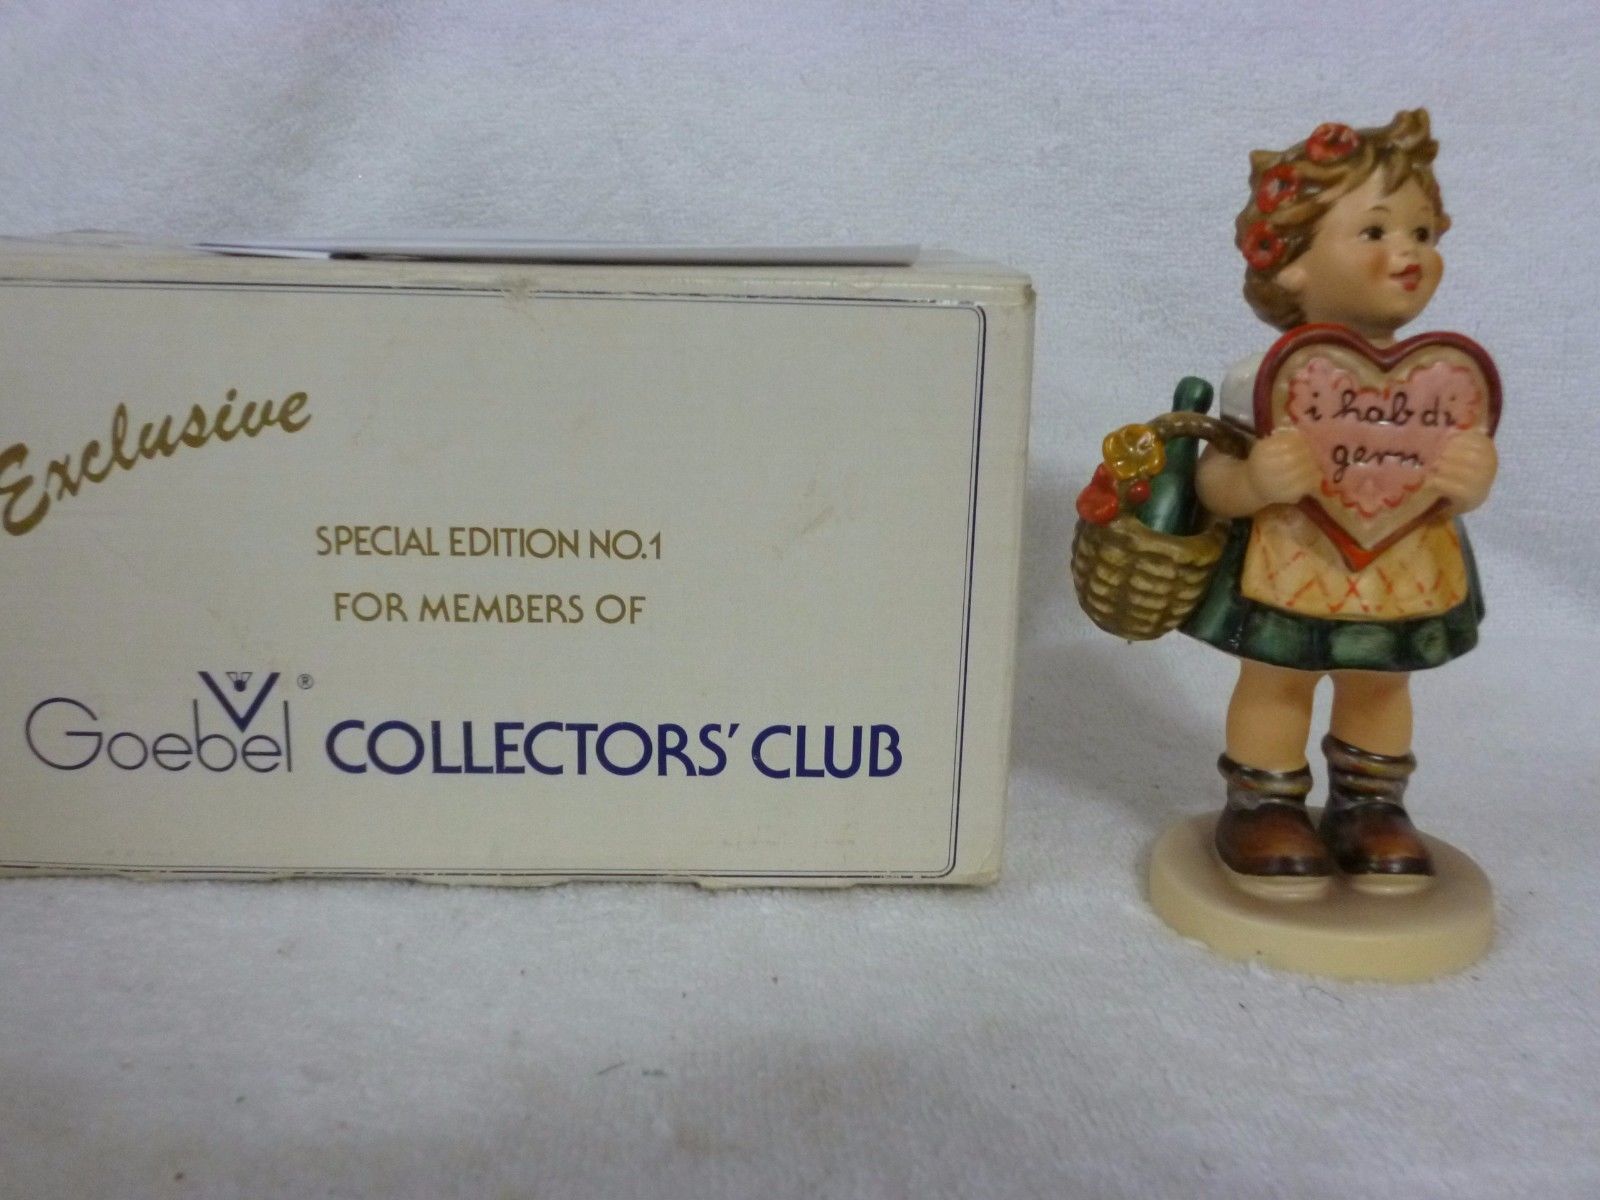 Exclusive
SPECIAL EDITION NO.1
FOR MEMBERS OF
Goebel® COLLECTORS' CLUB
i hab di
gern